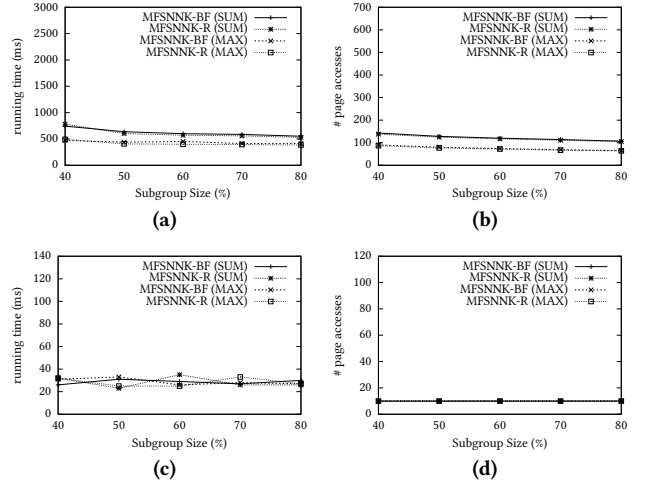 3000
2500
2000
1500
1000
500
0
running time (ms)
MFSNNK-BF (SUM)
MFSNNK-R (SUM)
MFSNNK-BF (MAX)
MFSNNK-R (MAX)
40 50 60 70 80
Subgroup Size (%)
(a)
700
600
500
400
300
200
100
0
# page accesses
MFSNNK-BF (SUM)
MFSNNK-R (SUM)
MFSNNK-BF (MAX)
MFSNNK-R (MAX)
40 50 60 70 80
Subgroup Size (%)
(b)
140
120
100
80
60
40
20
0
running time (ms)
MFSNNK-BF (SUM)
MFSNNK-R (SUM)
MFSNNK-BF (MAX)
MFSNNK-R (MAX)
40 50 60 70 80
Subgroup Size (%)
(c)
120
100
80
60
40
20
0
# page accesses
MFSNNK-BF (SUM)
MFSNNK-R (SUM)
MFSNNK-BF (MAX)
MFSNNK-R (MAX)
40 50 60 70 80
Subgroup Size (%)
(d)